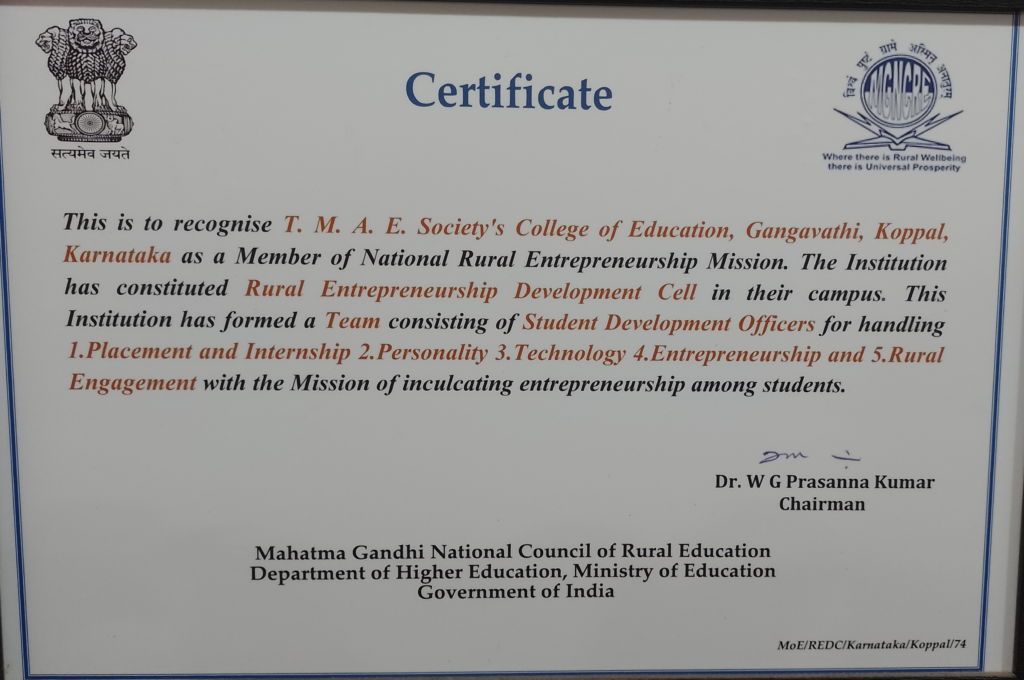 Certificate
सत्यमेव जयते
विश्वं पुष्टं ग्रामे अस्मिन् अनातुरम्
MGNCRE
Where there is Rural Wellbeing
there is Universal Prosperity
This is to recognise T. M. A. E. Society's College of Education, Gangavathi, Koppal,
Karnataka as a Member of National Rural Entrepreneurship Mission. The Institution
has constituted Rural Entrepreneurship Development Cell in their campus. This
Institution has formed a Team consisting of Student Development Officers for handling
1.Placement and Internship 2.Personality 3.Technology 4.Entrepreneurship and 5.Rural
Engagement with the Mission of inculcating entrepreneurship among students.
Dr. W G Prasanna Kumar
Chairman
Mahatma Gandhi National Council of Rural Education
Department of Higher Education, Ministry of Education
Government of India
MoE/REDC/Karnataka/Koppal/74